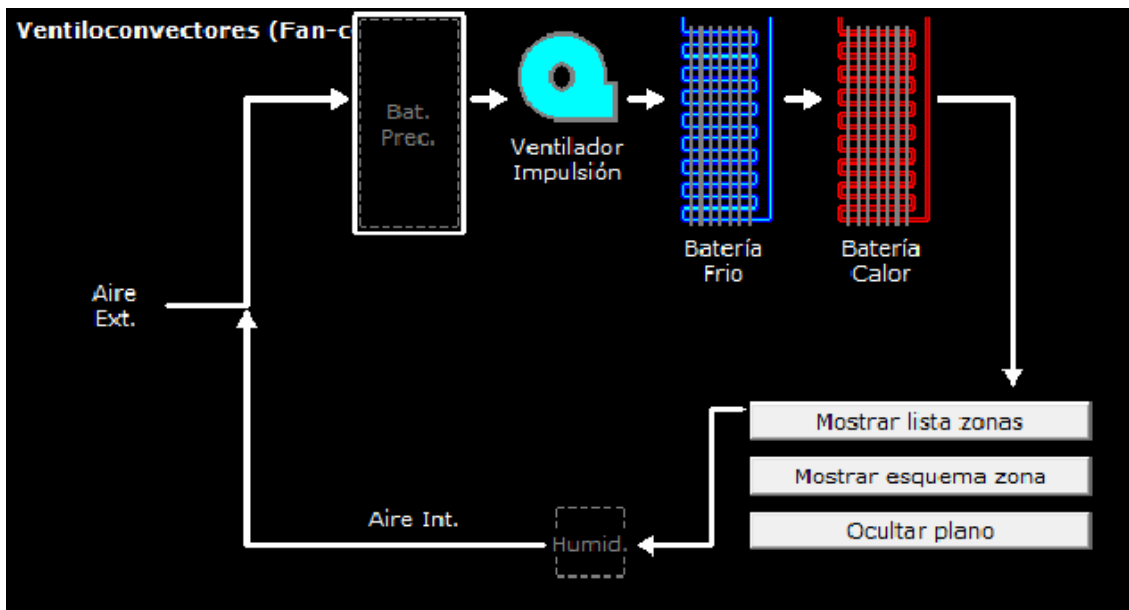 Ventiloconvectores (Fan-c
Bat.
Prec.
Ventilador
Impulsión
Batería
Frio
Batería
Calor
Aire
Ext.
Mostrar lista zonas
Mostrar esquema zona
Ocultar plano
Aire Int.
Humid.